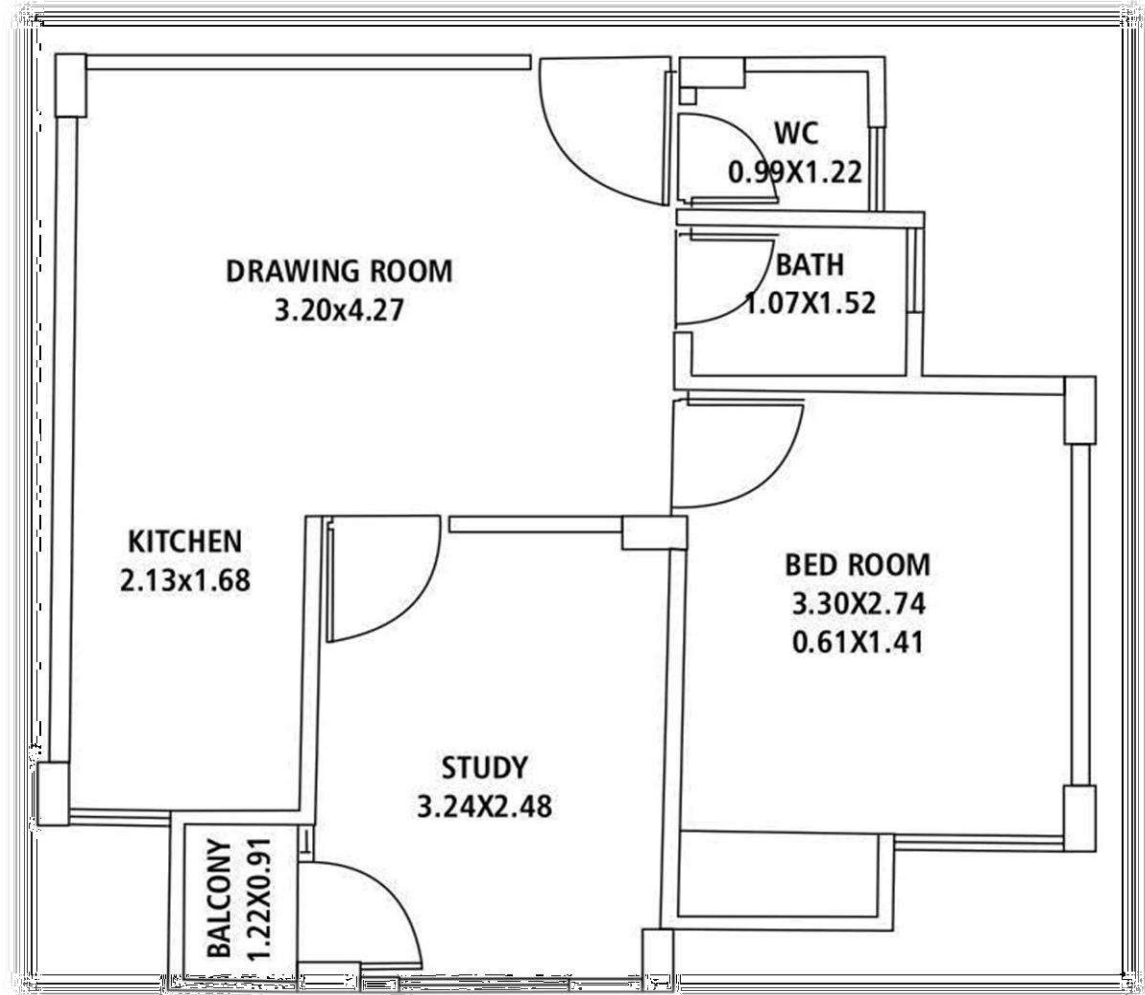 WC
0.99X1.22
DRAWING ROOM
3.20x4.27
BATH
1.07X1.52
KITCHEN
2.13x1.68
BED ROOM
3.30X2.74
0.61X1.41
STUDY
3.24X2.48
BALCONY
1.22X0.91